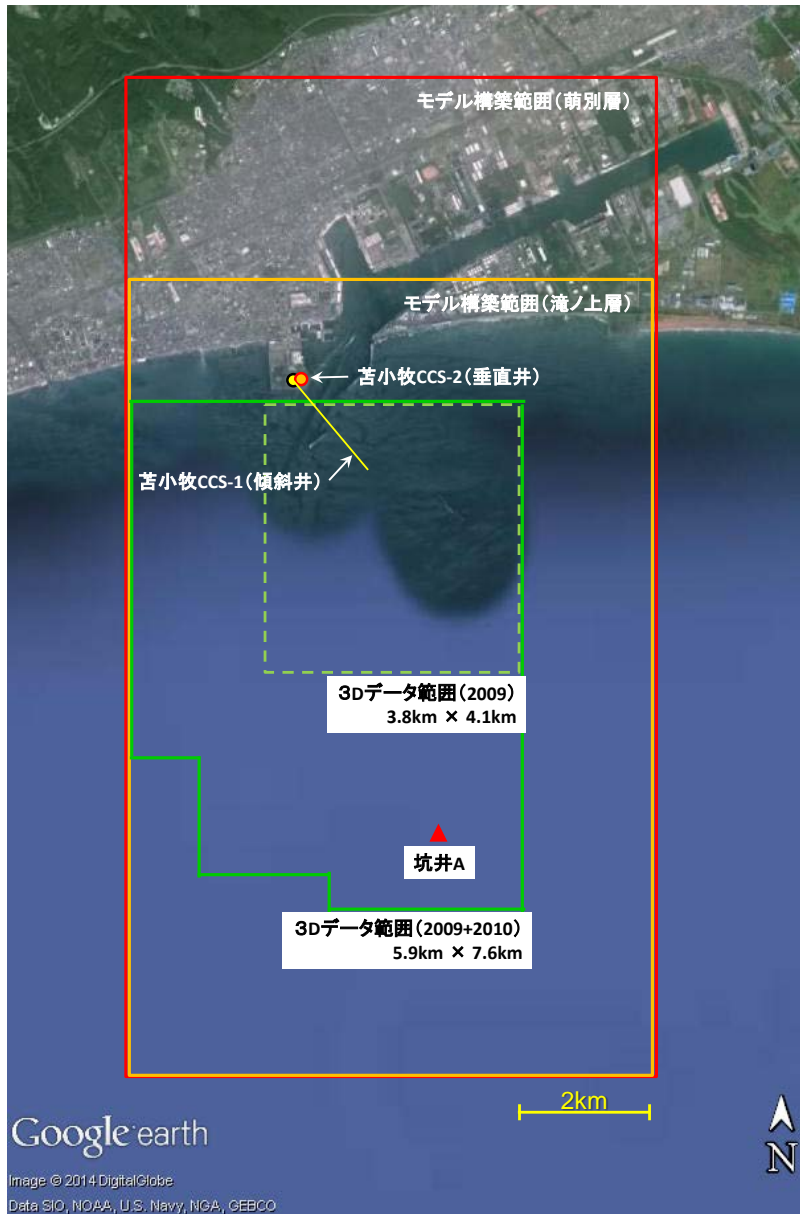 モデル構築範囲(萌別層)
モデル構築範囲(滝ノ上層)
苫小牧CCS-2(垂直井)
苫小牧CCS-1(傾斜井)
3Dデータ範囲(2009)
3.8km × 4.1km
坑井A
3Dデータ範囲(2009+2010)
5.9km × 7.6km
2km
Google earth
N
Image © 2014 DigitalGlobe
Data SIO, NOAA, U.S. Navy, NGA, GEBCO